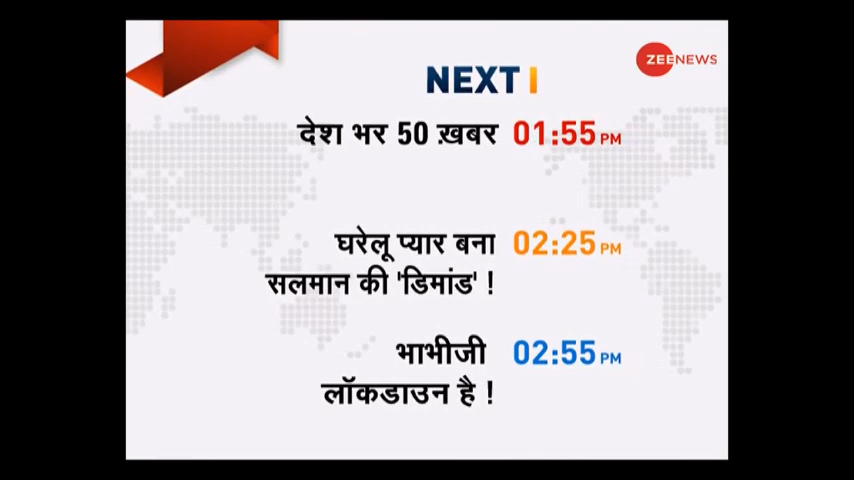 ZEENEWS
NEXT
देश भर 50 ख़बर 01:55 PM
घरेलू प्यार बना 02:25 PM
सलमान की 'डिमांड' !
भाभीजी 02:55 PM
लॉकडाउन है !